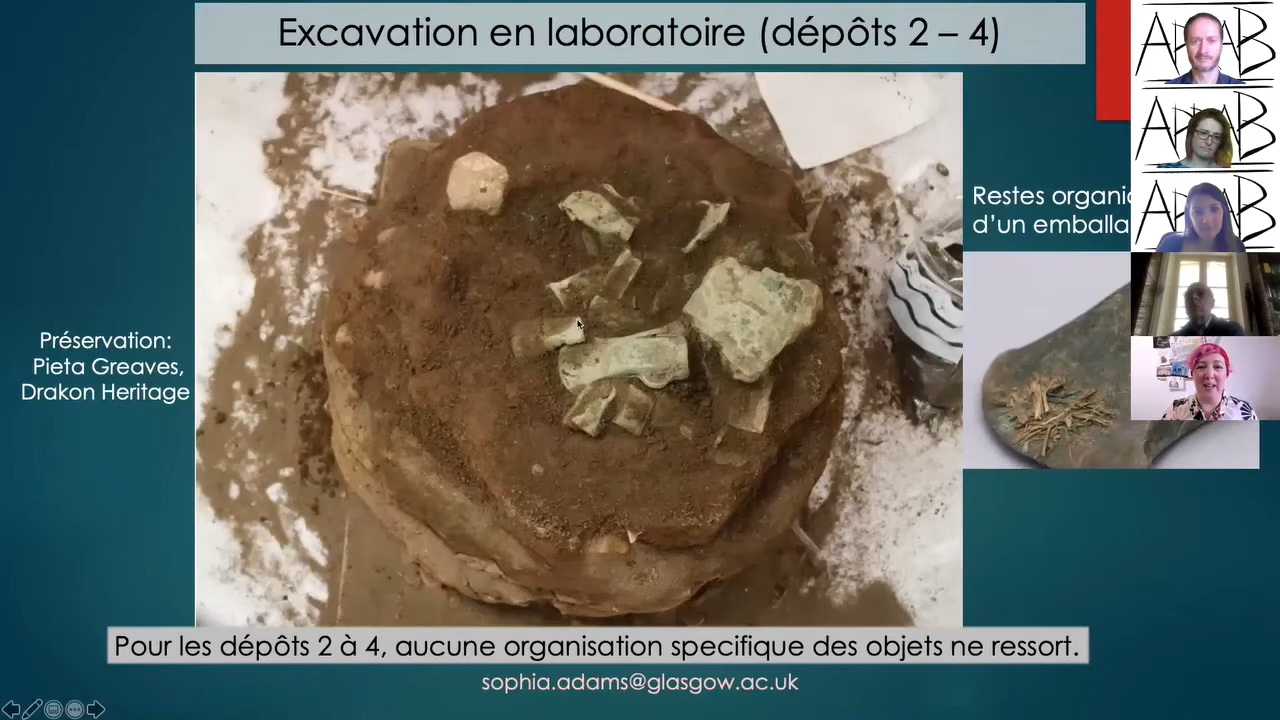 Excavation en laboratoire (dépôts 2 – 4)
Restes organi
d’un emballa
Préservation:
Pieta Greaves,
Drakon Heritage
Pour les dépôts 2 à 4, aucune organisation specifique des objets ne ressort.
sophia.adams@glasgow.ac.uk